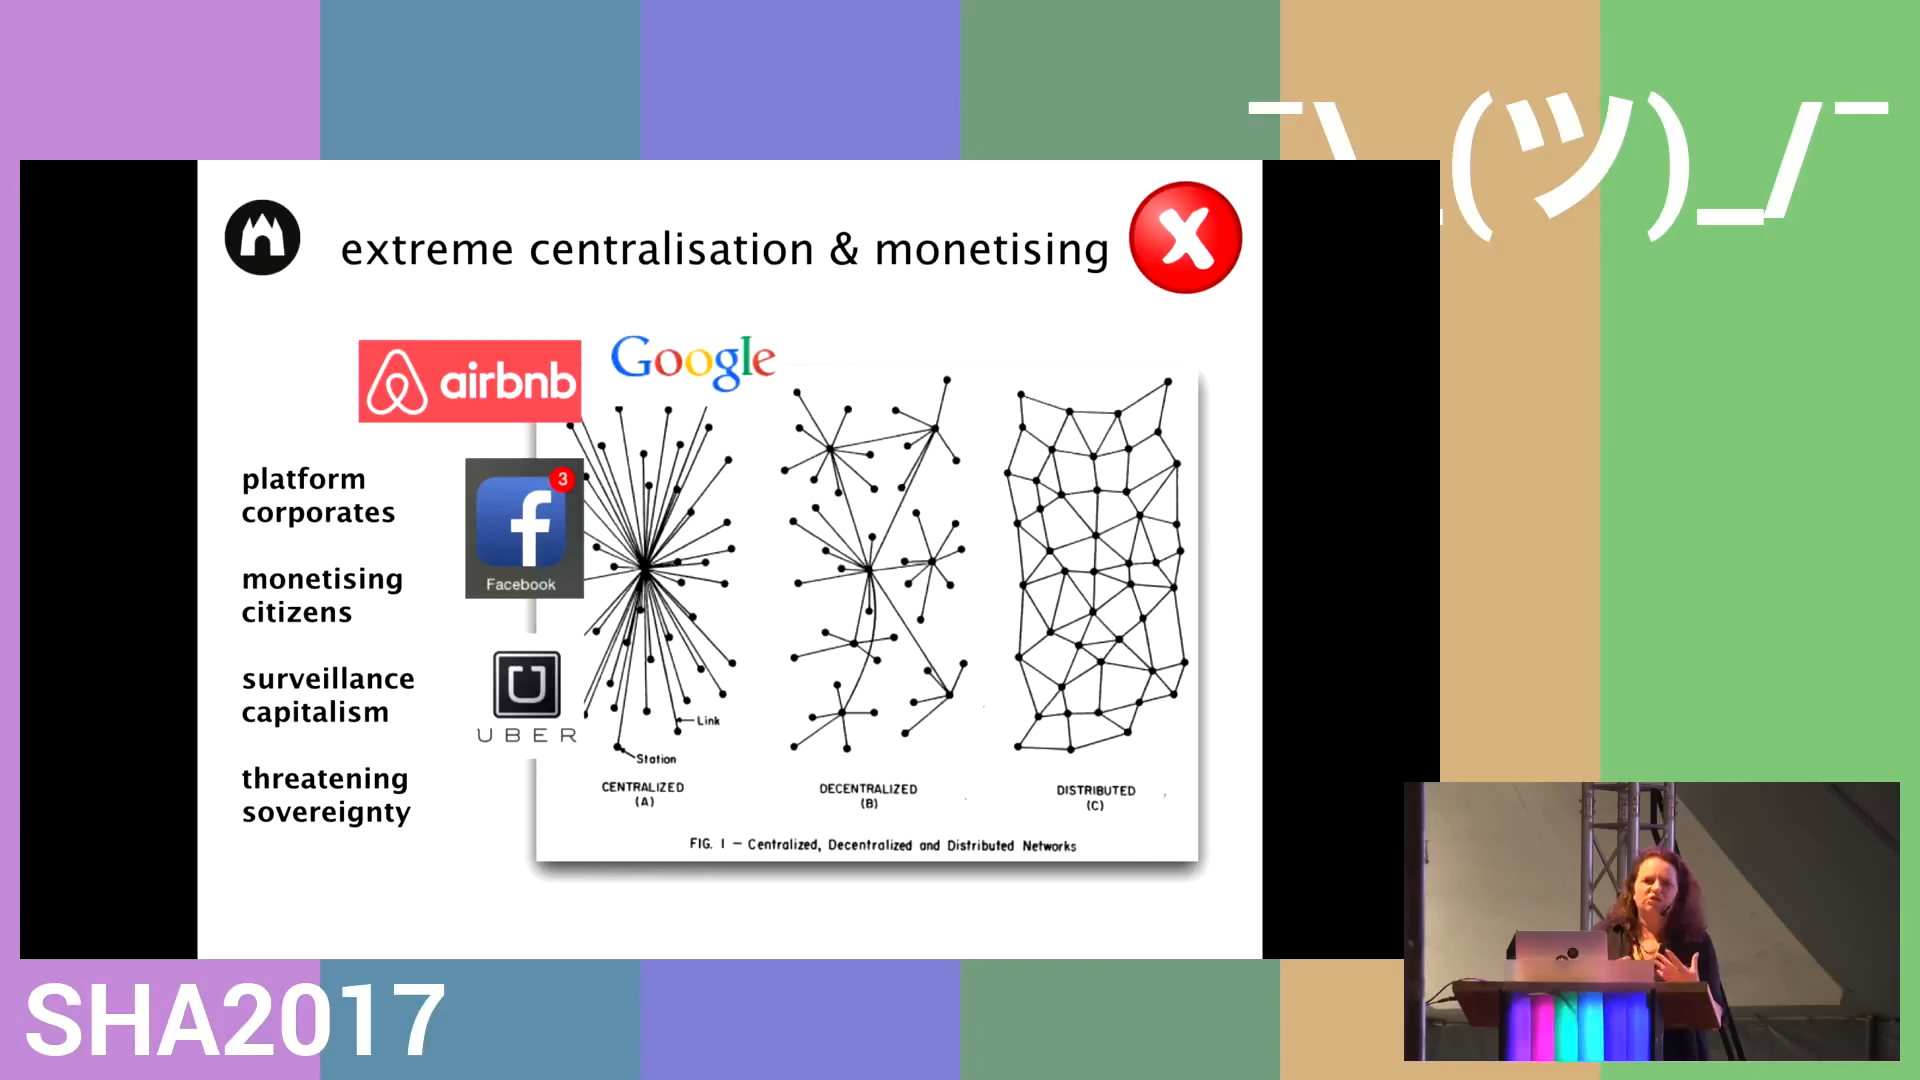 ¯\_(ツ)_/¯
extreme centralisation & monetising
X
airbnb
Google
platform
corporates
3
f
Facebook
monetising
citizens
surveillance
capitalism
U
UBER
threatening
sovereignty
Link
Station
CENTRALIZED
(A)
DECENTRALIZED
(B)
DISTRIBUTED
(C)
FIG. 1 — Centralized, Decentralized and Distributed Networks
SHA2017